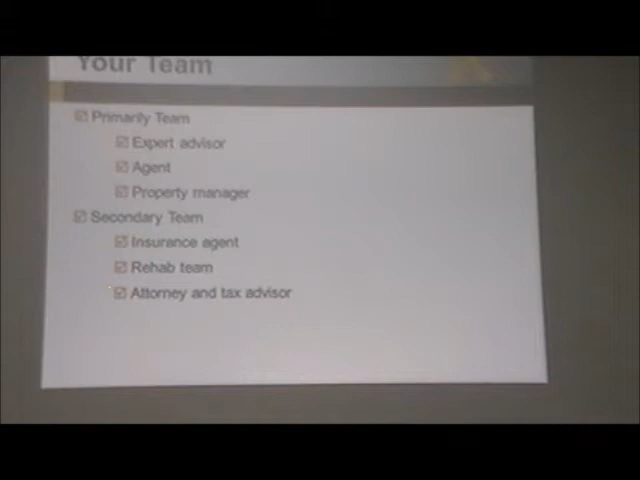 Your Team
Primarily Team
Expert advisor
Agent
Property manager
Secondary Team
Insurance agent
Rehab team
Attorney and tax advisor